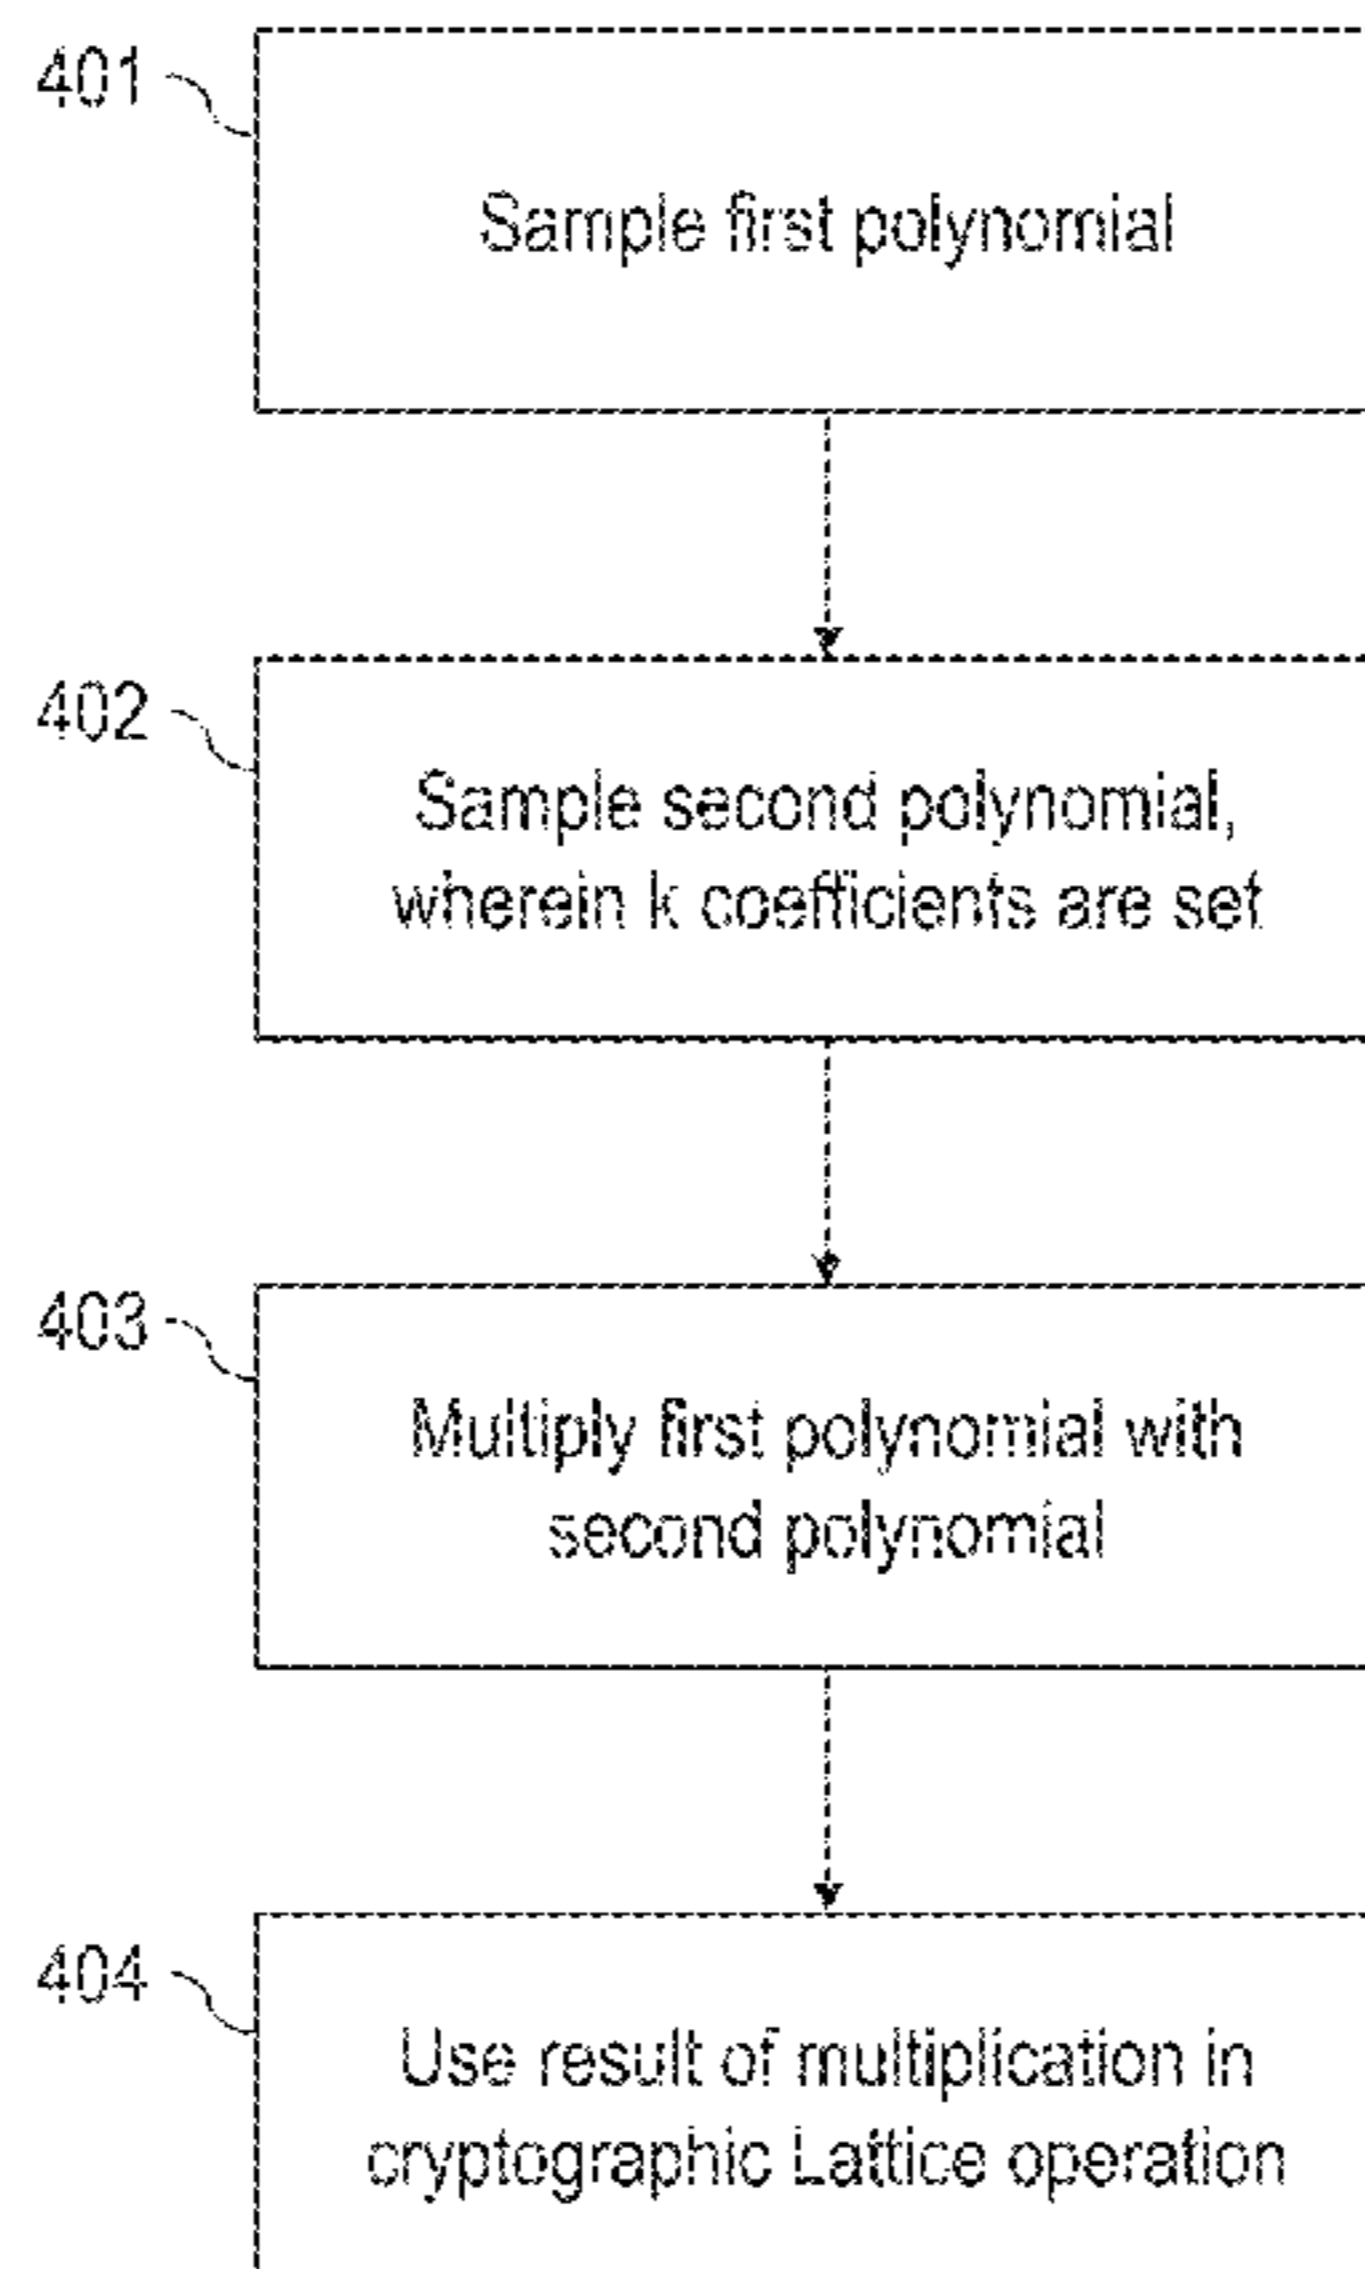 401
Sample first polynomial
402
Sample second polynomial,
wherein k coefficients are set
403
Multiply first polynomial with
second polynomial
404
Use result of multiplication in
cryptographic Lattice operation